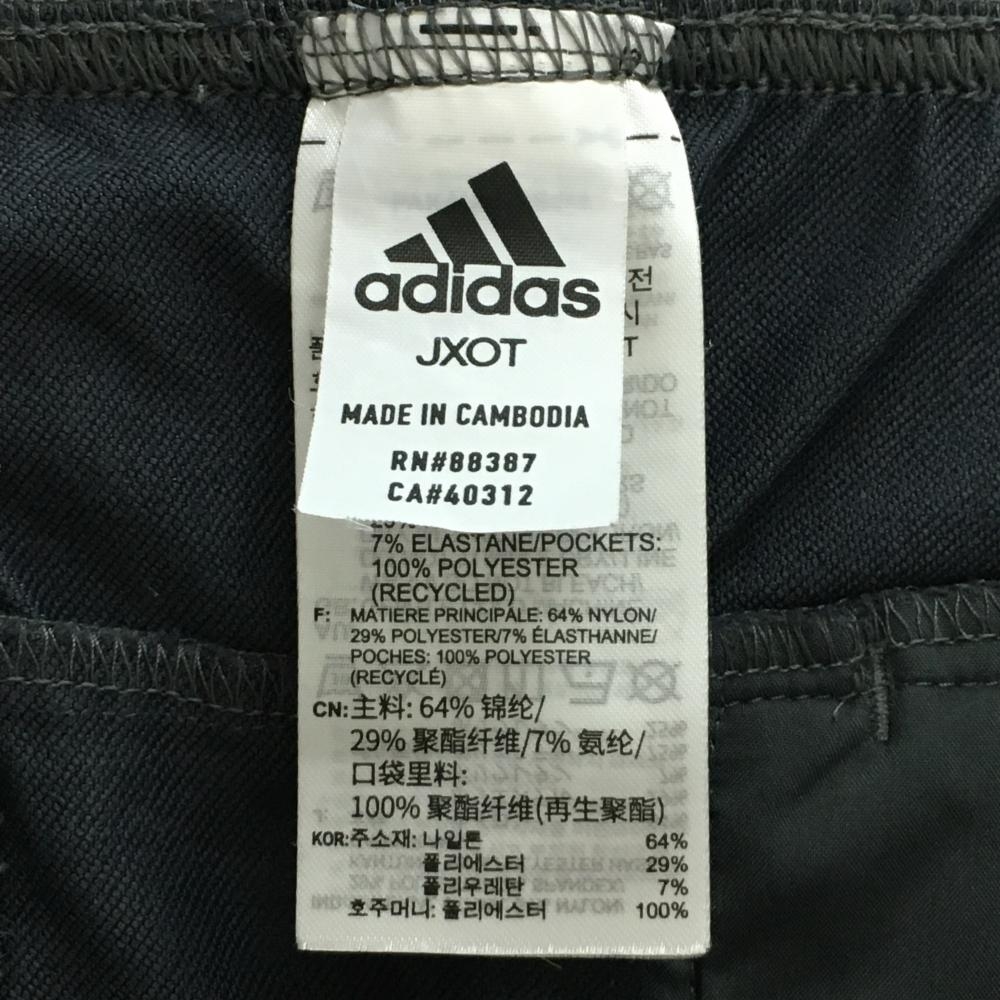 adidas
JXOT
MADE IN CAMBODIA
RN#88387
CA#40312
전
시
T
7% ELASTANE/POCKETS:
100% POLYESTER
(RECYCLED)
F: MATIERE PRINCIPALE: 64% NYLON/
29% POLYESTER/7% ÉLASTHANNE/
POCHES: 100% POLYESTER
(RECYCLÉ)
CN: 主料: 64% 锦纶/
29% 聚酯纤维/7% 氨纶/
口袋里料:
100% 聚酯纤维(再生聚酯)
KOR: 주소재: 나일론 64%
폴리에스터 29%
폴리우레탄 7%
호주머니: 폴리에스터 100%